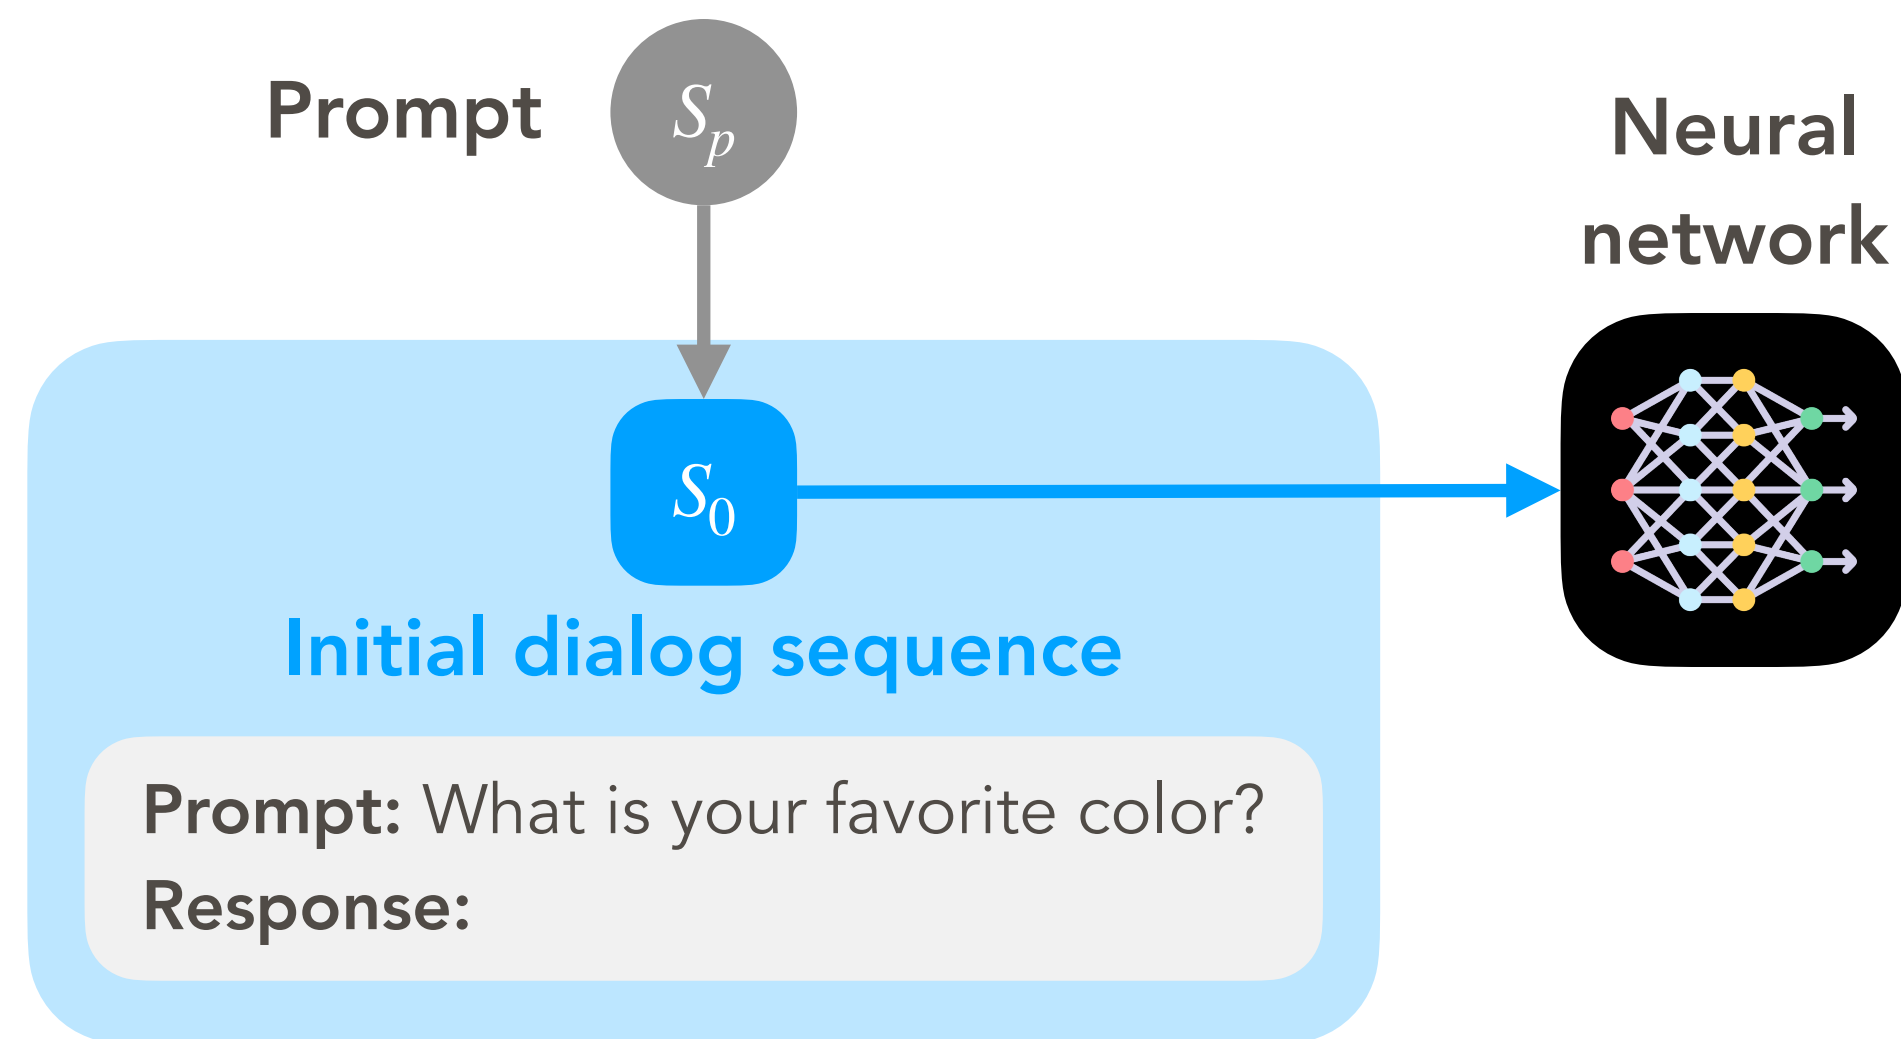 Prompt
S_p
Neural
network
S_0
Initial dialog sequence
Prompt: What is your favorite color?
Response: